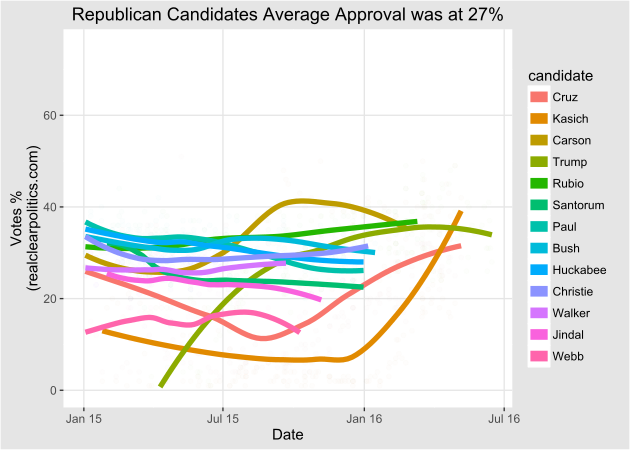 Republican Candidates Average Approval was at 27%
Votes %
(realclearpolitics.com)
60
40
20
0
Jan 15
Jul 15
Jan 16
Jul 16
Date
candidate
Cruz
Kasich
Carson
Trump
Rubio
Santorum
Paul
Bush
Huckabee
Christie
Walker
Jindal
Webb